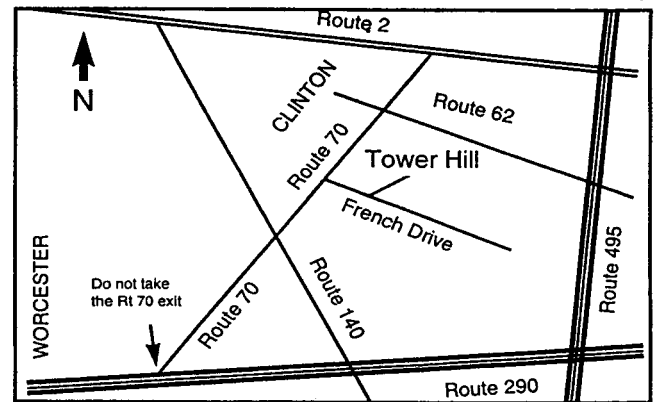 Route 2
N
CLINTON
Route 62
Route 70
Tower Hill
French Drive
WORCESTER
Do not take
the Rt 70 exit
Route 70
Route 140
Route 495
Route 290